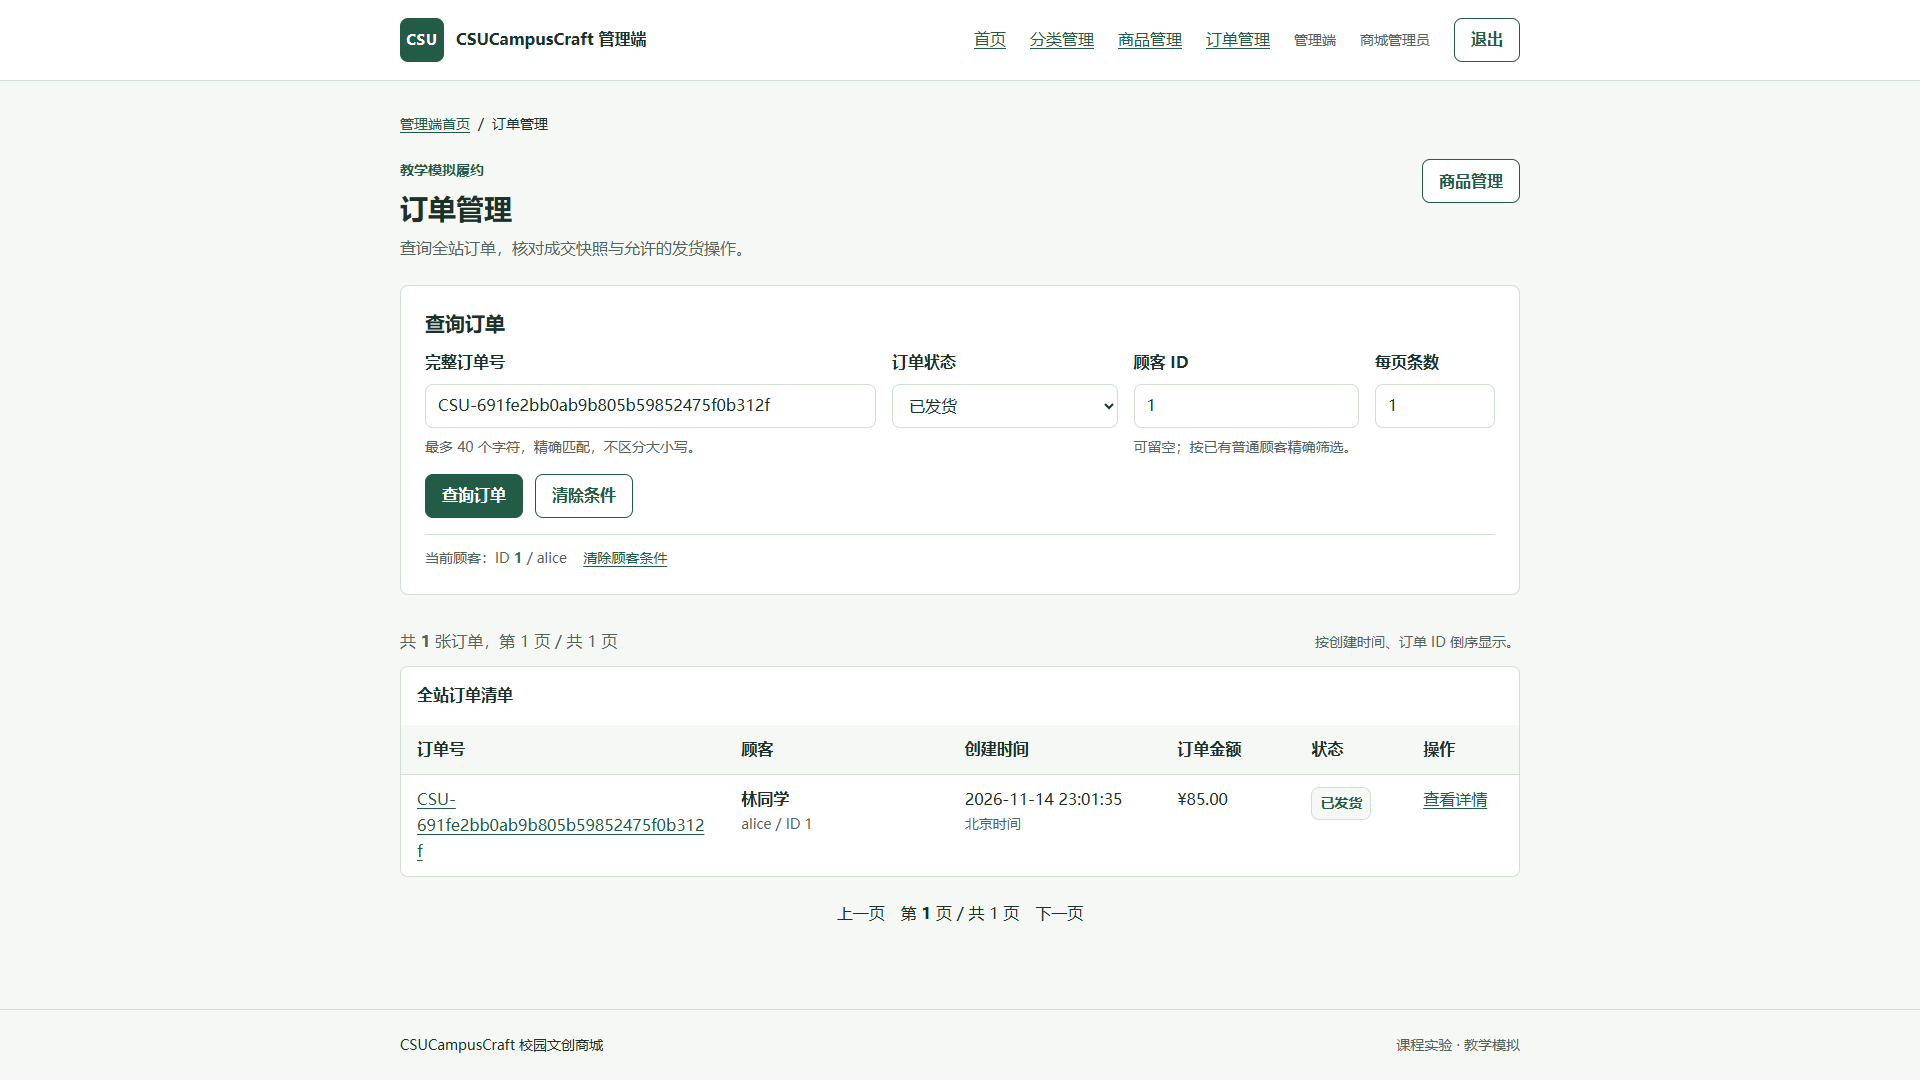 CSU
CSUCampusCraft 管理端
首页
分类管理
商品管理
订单管理
管理端
商城管理员
退出
管理端首页 / 订单管理
教学模拟履约
订单管理
查询全站订单，核对成交快照与允许的发货操作。
商品管理
查询订单
完整订单号
CSU-691fe2bb0ab9b805b59852475f0b312f
最多 40 个字符，精确匹配，不区分大小写。
订单状态
已发货
顾客 ID
1
可留空；按已有普通顾客精确筛选。
每页条数
1
查询订单
清除条件
当前顾客：ID 1 / alice 清除顾客条件
共 1 张订单，第 1 页 / 共 1 页
按创建时间、订单 ID 倒序显示。
全站订单清单
订单号 顾客 创建时间 订单金额 状态 操作
CSU-
691fe2bb0ab9b805b59852475f0b312
f
林同学
alice / ID 1
2026-11-14 23:01:35
北京时间
¥85.00
已发货
查看详情
上一页 第 1 页 / 共 1 页 下一页
CSUCampusCraft 校园文创商城
课程实验 · 教学模拟